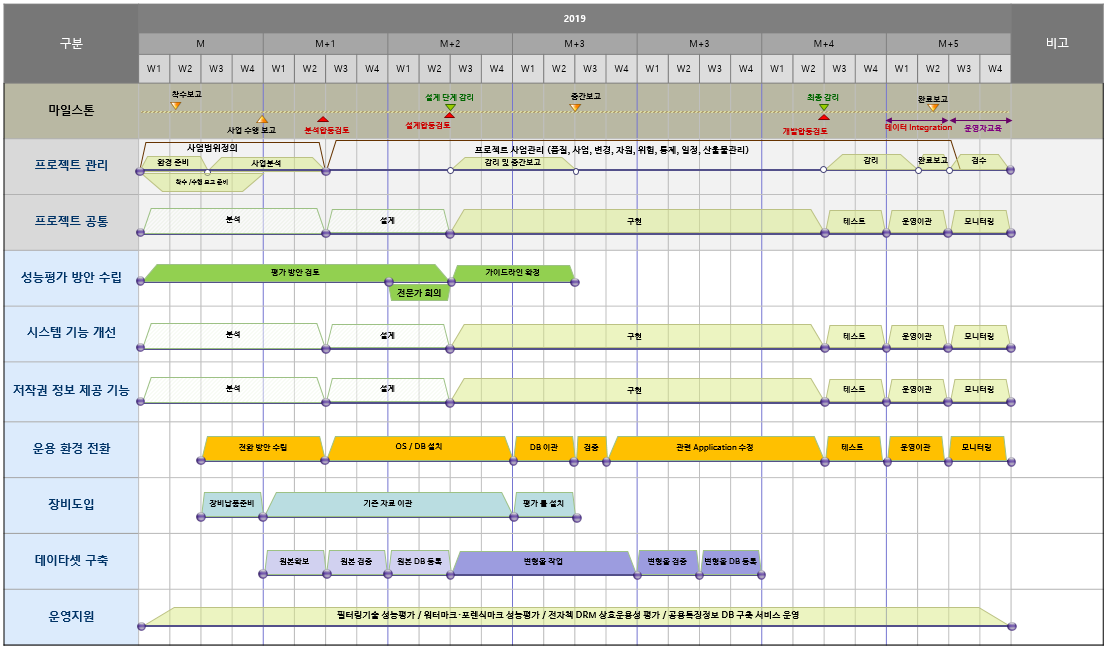 구분
2019
비고
M
M+1
M+2
M+3
M+3
M+4
M+5
W1 W2 W3 W4 W1 W2 W3 W4 W1 W2 W3 W4 W1 W2 W3 W4 W1 W2 W3 W4 W1 W2 W3 W4 W1 W2 W3 W4
마일스톤
착수보고
설계 단계 감리
중간보고
최종 감리
완료보고
사업 수행 보고
분석합동검토
설계합동검토
개발합동검토
데이터 Integration
운영자교육
프로젝트 관리
사업범위정의
프로젝트 사업관리 (품질, 사업, 변경, 자원, 위험, 통계, 일정, 산출물관리)
환경 준비
사업분석
감리 및 중간보고
감리
완료보고
검수
착수 /수행 보고 준비
프로젝트 공통
분석
설계
구현
테스트
운영이관
모니터링
성능평가 방안 수립
평가 방안 검토
가이드라인 확정
전문가 회의
시스템 기능 개선
분석
설계
구현
테스트
운영이관
모니터링
저작권 정보 제공 기능
분석
설계
구현
테스트
운영이관
모니터링
운용 환경 전환
전환 방안 수립
OS / DB 설치
DB 이관
검증
관련 Application 수정
테스트
운영이관
모니터링
장비도입
장비납품준비
기존 자료 이관
평가 툴 설치
데이타셋 구축
원본확보
원본 검증
원본 DB 등록
변형물 작업
변형물 검증
변형물 DB 등록
운영지원
필터링기술 성능평가 / 워터마크·포렌식마크 성능평가 / 전자책 DRM 상호운용성 평가 / 공용특징정보 DB 구축 서비스 운영